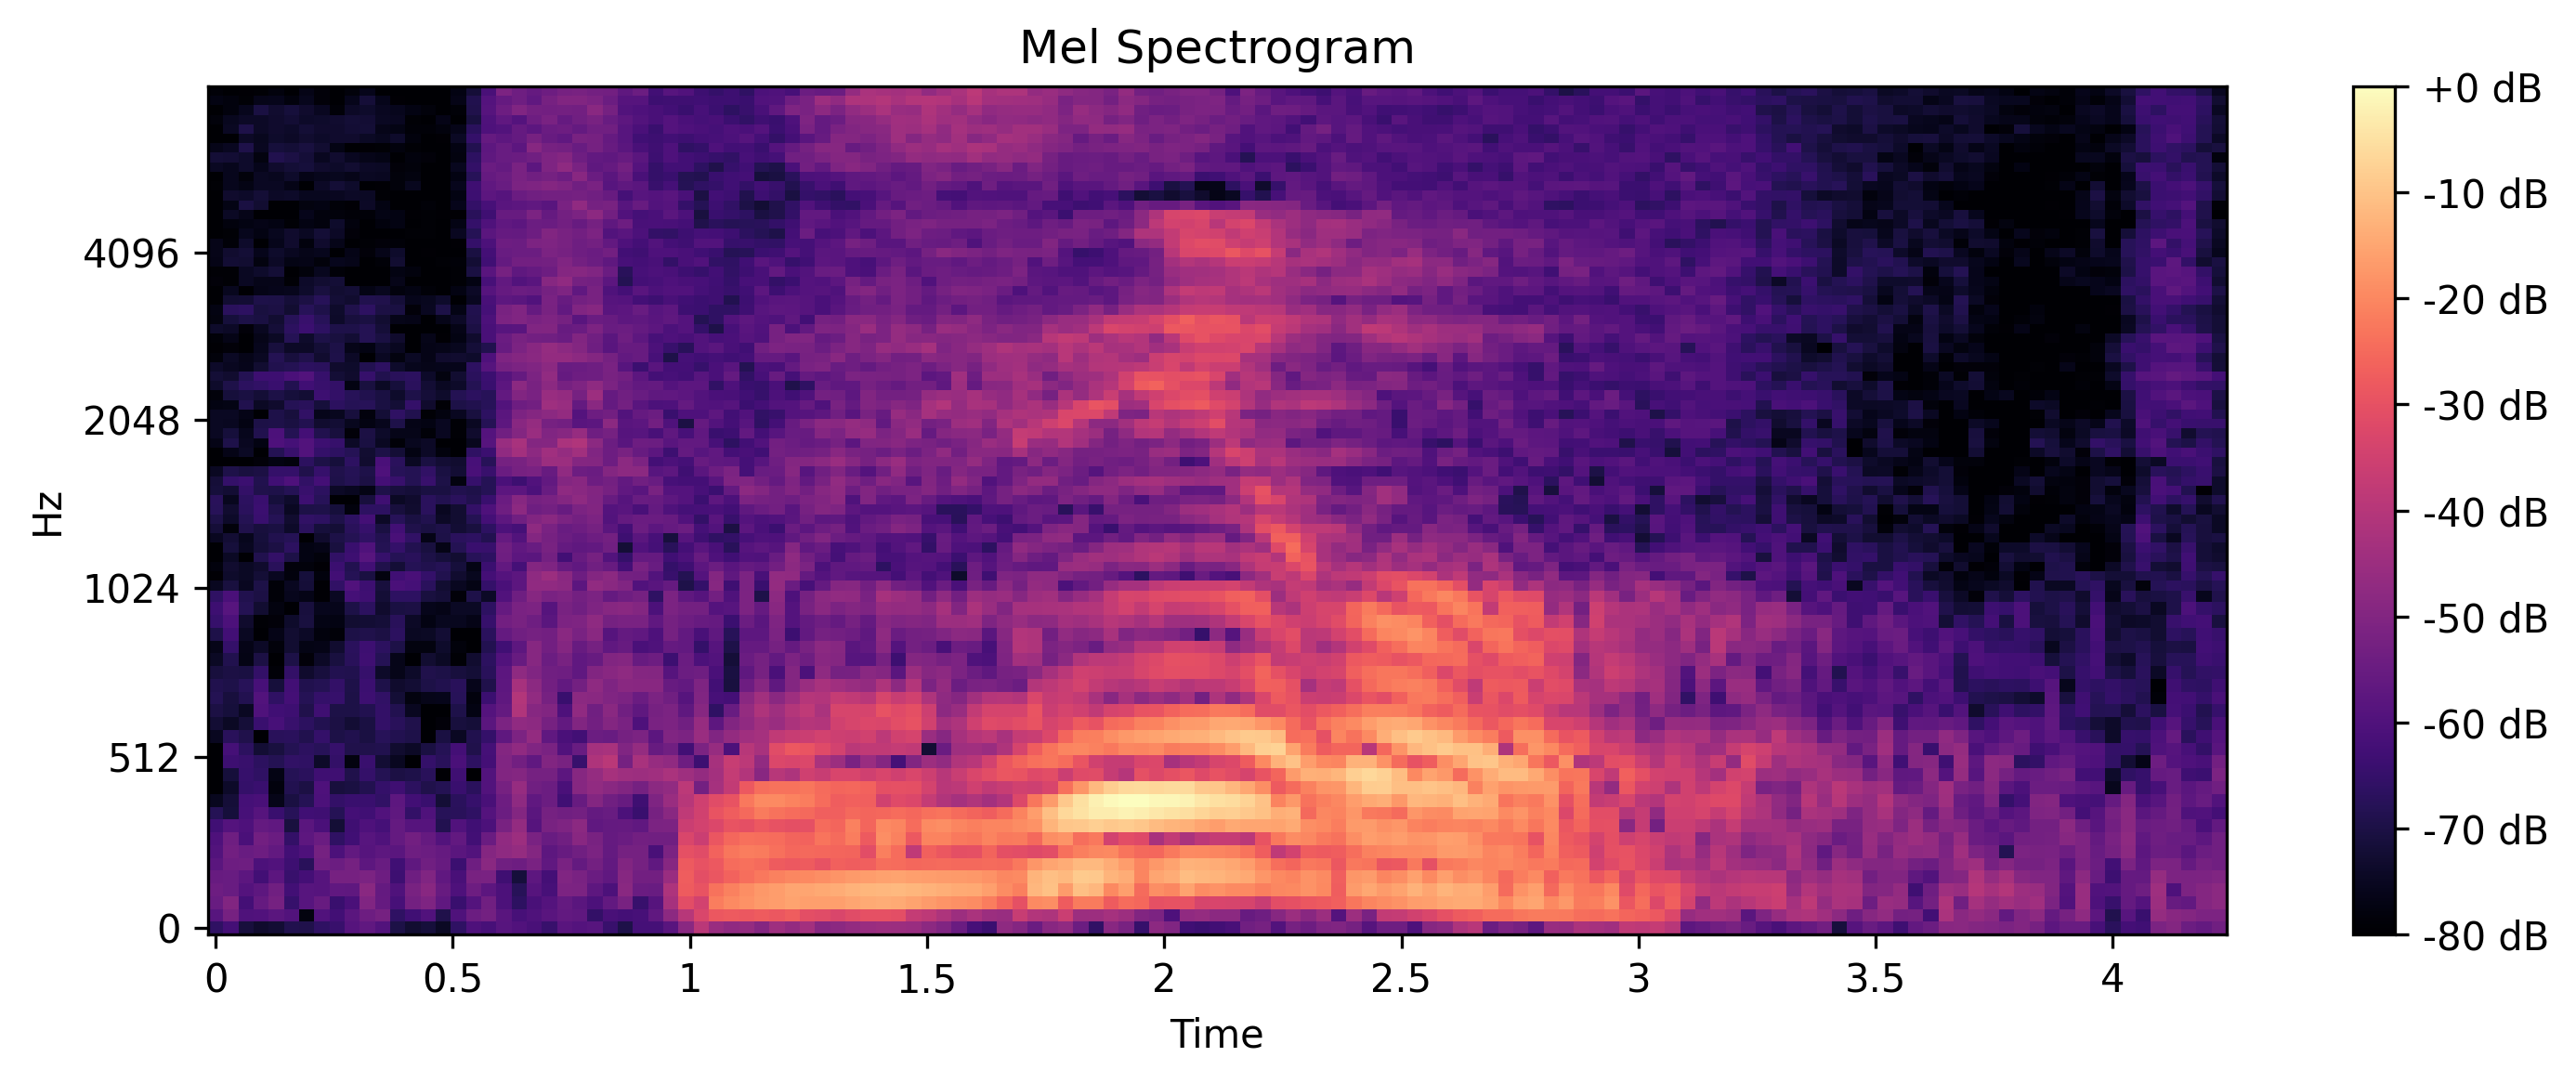 Mel Spectrogram
+0 dB
-10 dB
-20 dB
-30 dB
-40 dB
-50 dB
-60 dB
-70 dB
-80 dB
4096
2048
1024
512
0
Hz
0 0.5 1 1.5 2 2.5 3 3.5 4
Time